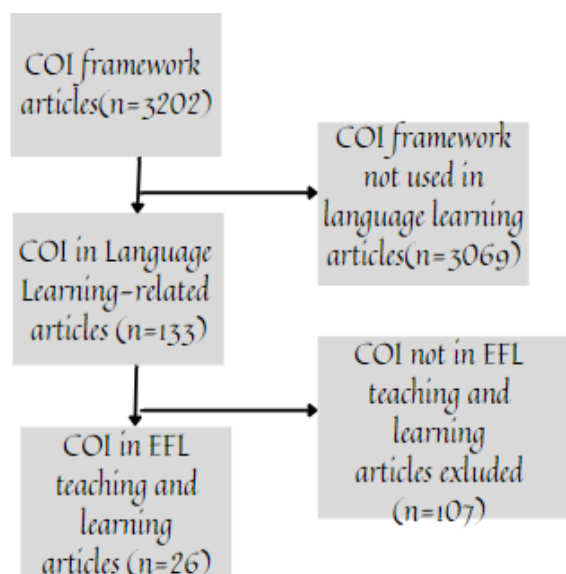 COI framework
articles(n=3202)
COI framework
not used in
language learning
articles(n=3069)
COI in Language
Learning-related
articles (n=133)
COI not in EFL
teaching and
learning
articles exluded
(n=107)
COI in EFL
teaching and
learning
articles (n=26)